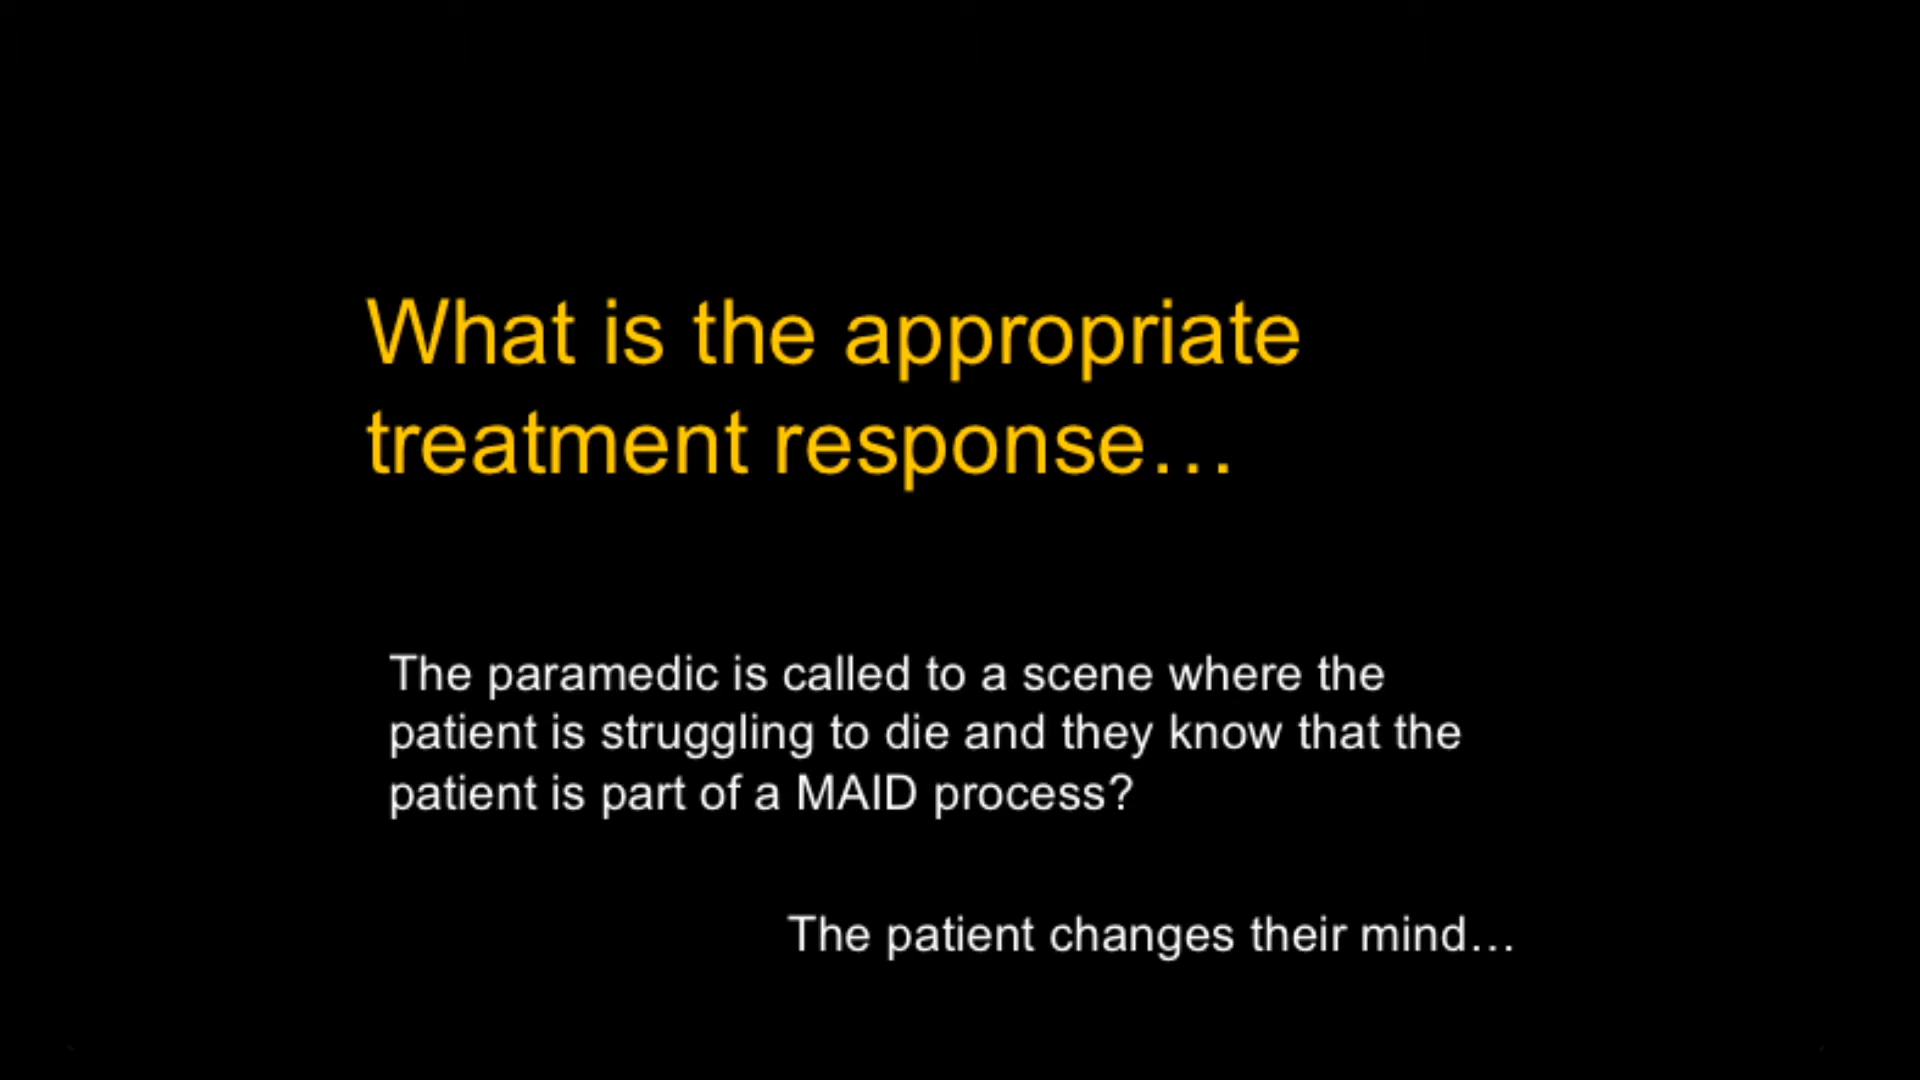 What is the appropriate
treatment response…
The paramedic is called to a scene where the
patient is struggling to die and they know that the
patient is part of a MAID process?
The patient changes their mind…